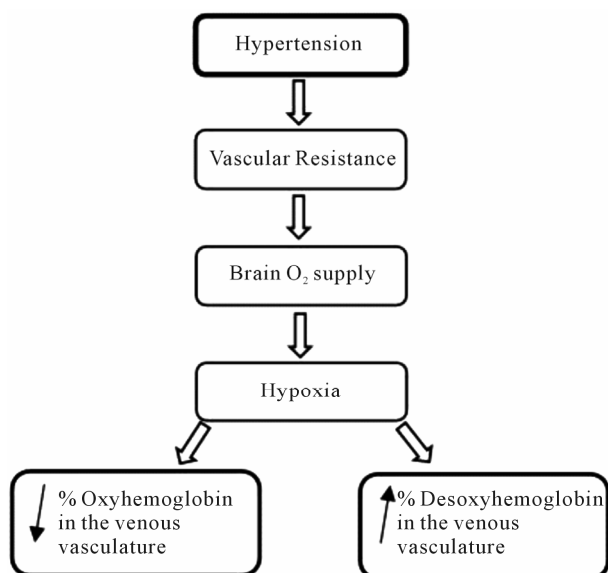 Hypertension
Vascular Resistance
Brain O₂ supply
Hypoxia
% Oxyhemoglobin
in the venous
vasculature
% Desoxyhemoglobin
in the venous
vasculature